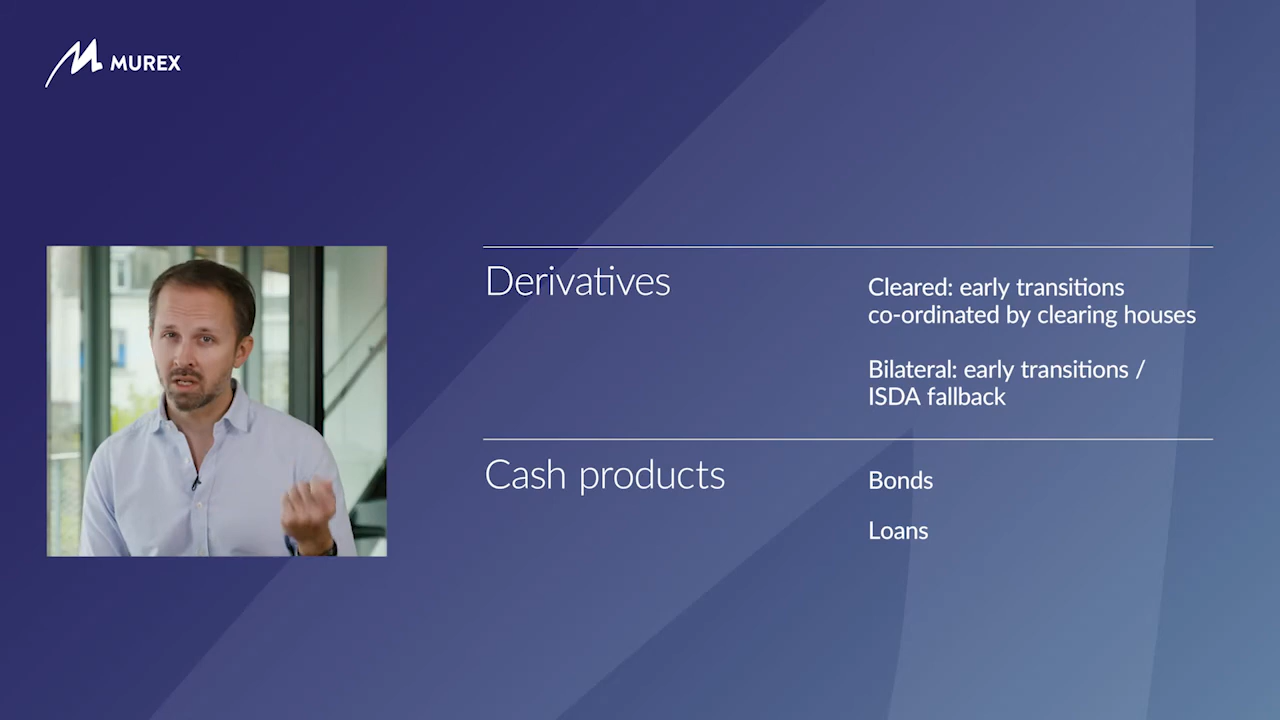 MUREX
Derivatives
Cleared: early transitions
co-ordinated by clearing houses
Bilateral: early transitions /
ISDA fallback
Cash products
Bonds
Loans